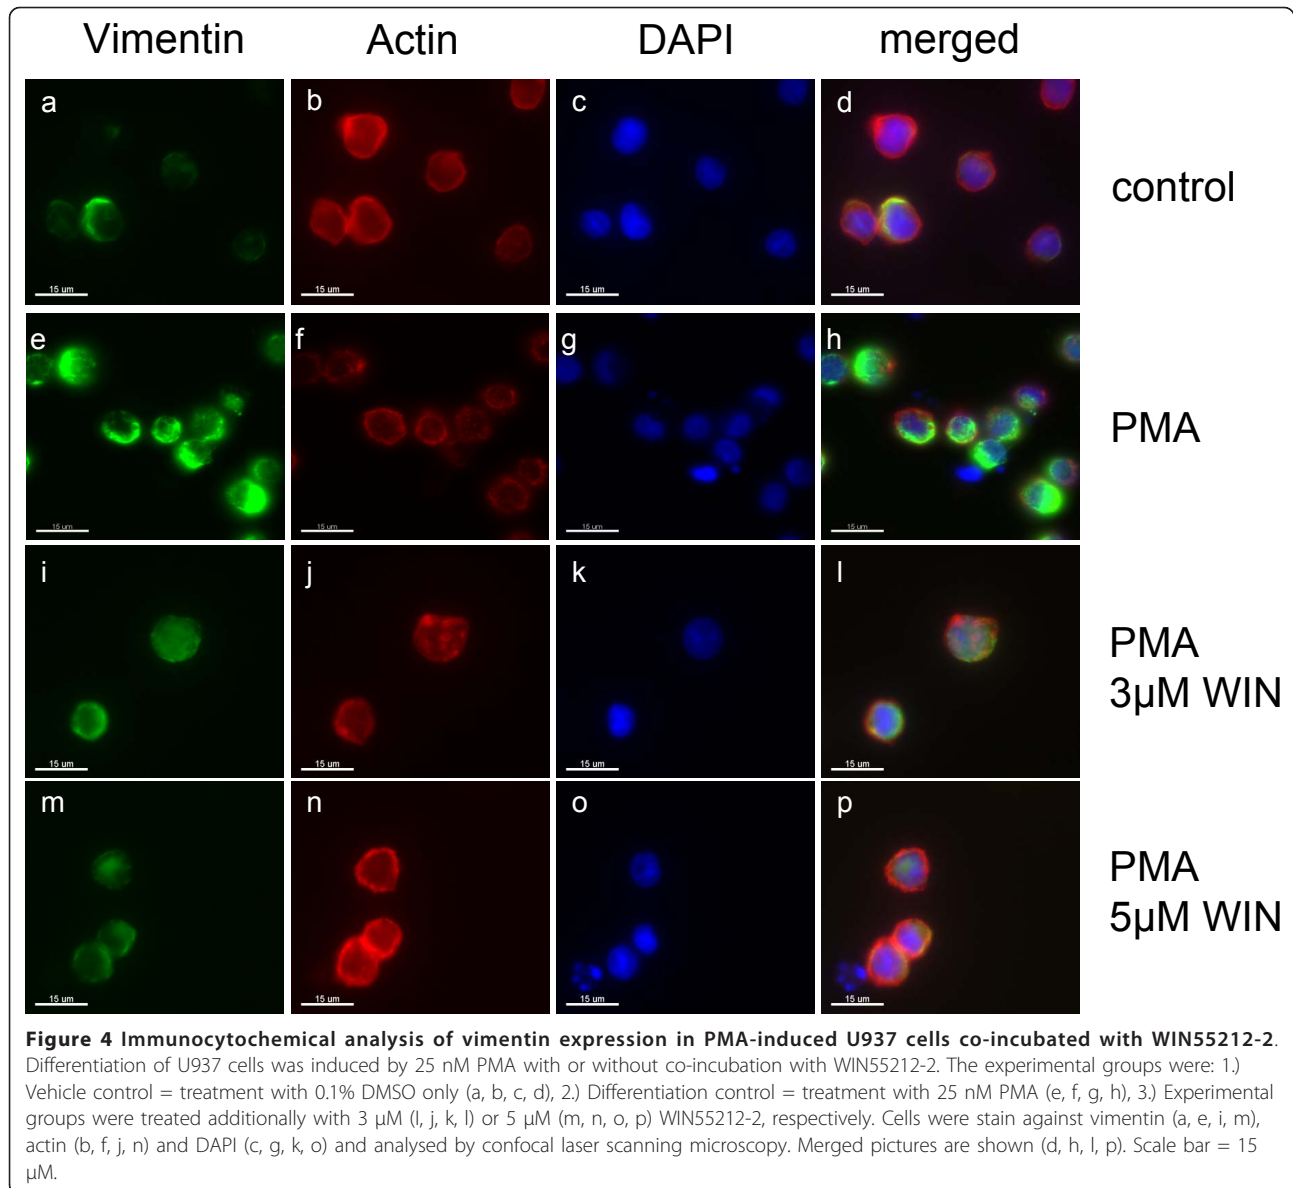 Vimentin Actin DAPI merged
a b c d
control
15 um 15 um 15 um 15 um
e f g h
PMA
15 um 15 um 15 um 15 um
i j k l
PMA
3µM WIN
15 um 15 um 15 um 15 um
m n o p
PMA
5µM WIN
15 um 15 um 15 um 15 um
Figure 4 Immunocytochemical analysis of vimentin expression in PMA-induced U937 cells co-incubated with WIN55212-2.
Differentiation of U937 cells was induced by 25 nM PMA with or without co-incubation with WIN55212-2. The experimental groups were: 1.)
Vehicle control = treatment with 0.1% DMSO only (a, b, c, d), 2.) Differentiation control = treatment with 25 nM PMA (e, f, g, h), 3.) Experimental
groups were treated additionally with 3 µM (I, j, k, l) or 5 µM (m, n, o, p) WIN55212-2, respectively. Cells were stain against vimentin (a, e, i, m),
actin (b, f, j, n) and DAPI (c, g, k, o) and analysed by confocal laser scanning microscopy. Merged pictures are shown (d, h, l, p). Scale bar = 15
µM.